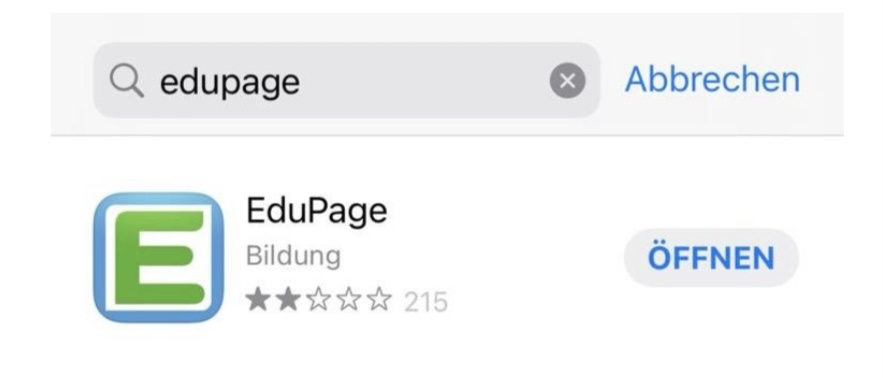 edupage
Abbrechen
EduPage
Bildung
ÖFFNEN
215